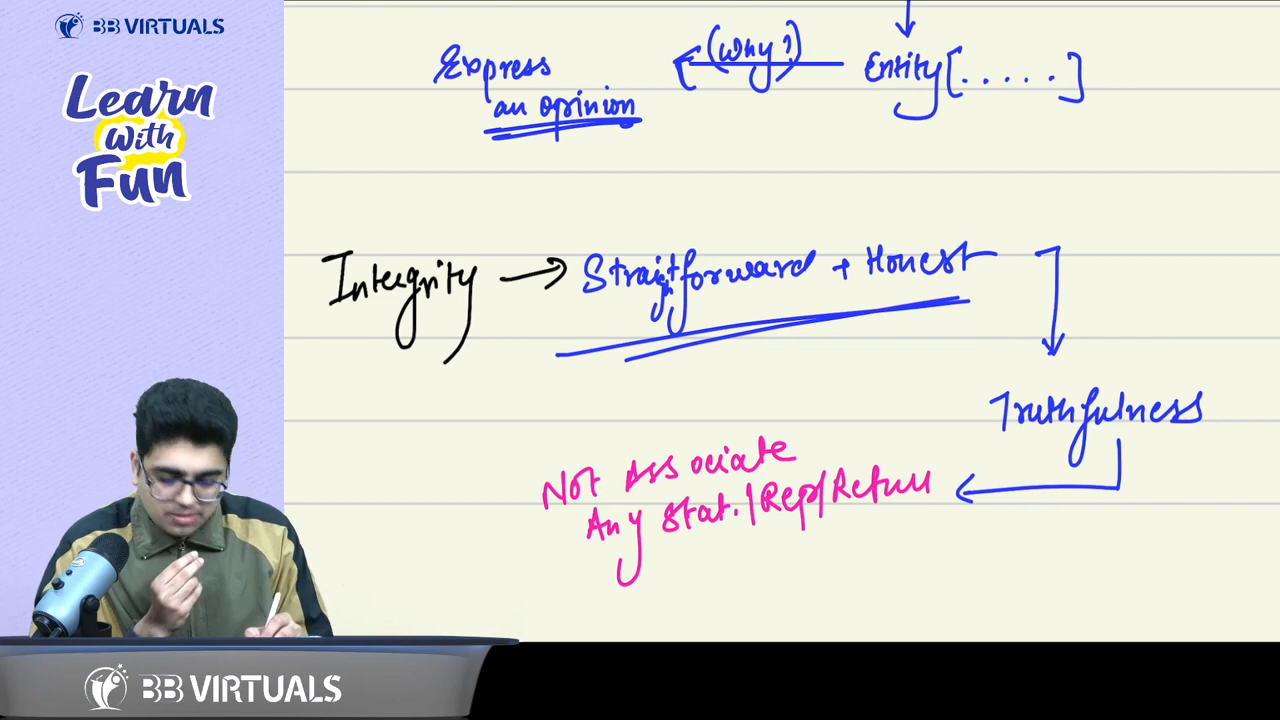 BB VIRTUALS
Learn
With
Fun
Express
an opinion
(Why?)
Entity [.....]
Integrity → Straightforward + Honest
Truthfulness
Not Associate
Any Stat./Rep/Return
BB VIRTUALS